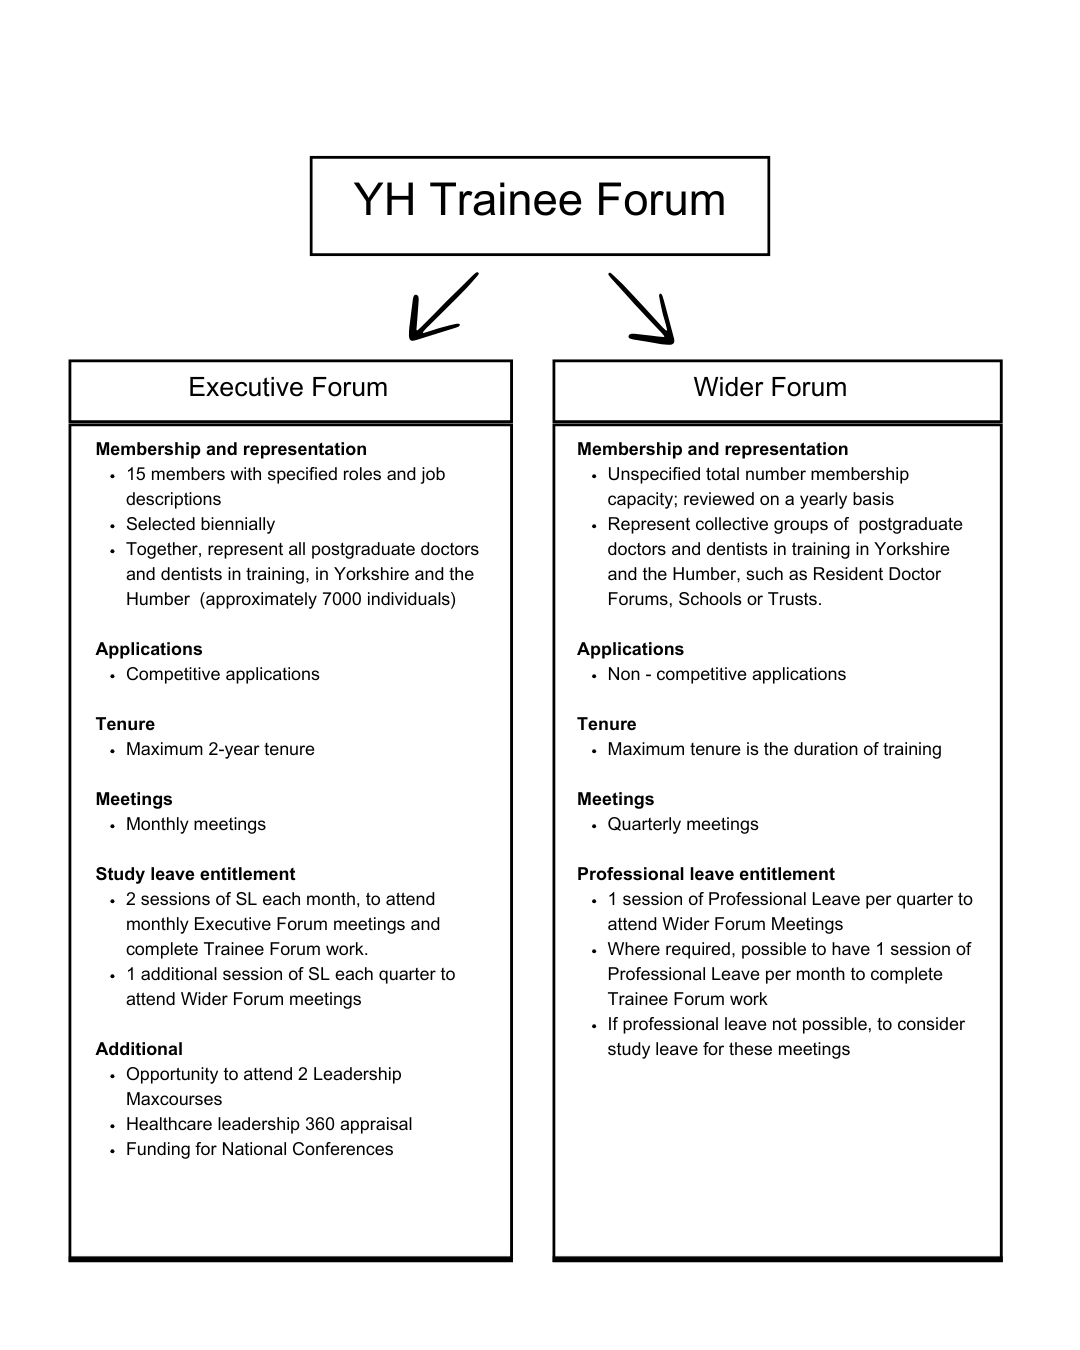 YH Trainee Forum
Executive Forum
Membership and representation
• 15 members with specified roles and job
descriptions
• Selected biennially
• Together, represent all postgraduate doctors
and dentists in training, in Yorkshire and the
Humber  (approximately 7000 individuals)
Applications
• Competitive applications
Tenure
• Maximum 2-year tenure
Meetings
• Monthly meetings
Study leave entitlement
• 2 sessions of SL each month, to attend
monthly Executive Forum meetings and
complete Trainee Forum work.
• 1 additional session of SL each quarter to
attend Wider Forum meetings
Additional
• Opportunity to attend 2 Leadership
Maxcourses
• Healthcare leadership 360 appraisal
• Funding for National Conferences
Wider Forum
Membership and representation
• Unspecified total number membership
capacity; reviewed on a yearly basis
• Represent collective groups of  postgraduate
doctors and dentists in training in Yorkshire
and the Humber, such as Resident Doctor
Forums, Schools or Trusts.
Applications
• Non - competitive applications
Tenure
• Maximum tenure is the duration of training
Meetings
• Quarterly meetings
Professional leave entitlement
• 1 session of Professional Leave per quarter to
attend Wider Forum Meetings
• Where required, possible to have 1 session of
Professional Leave per month to complete
Trainee Forum work
• If professional leave not possible, to consider
study leave for these meetings